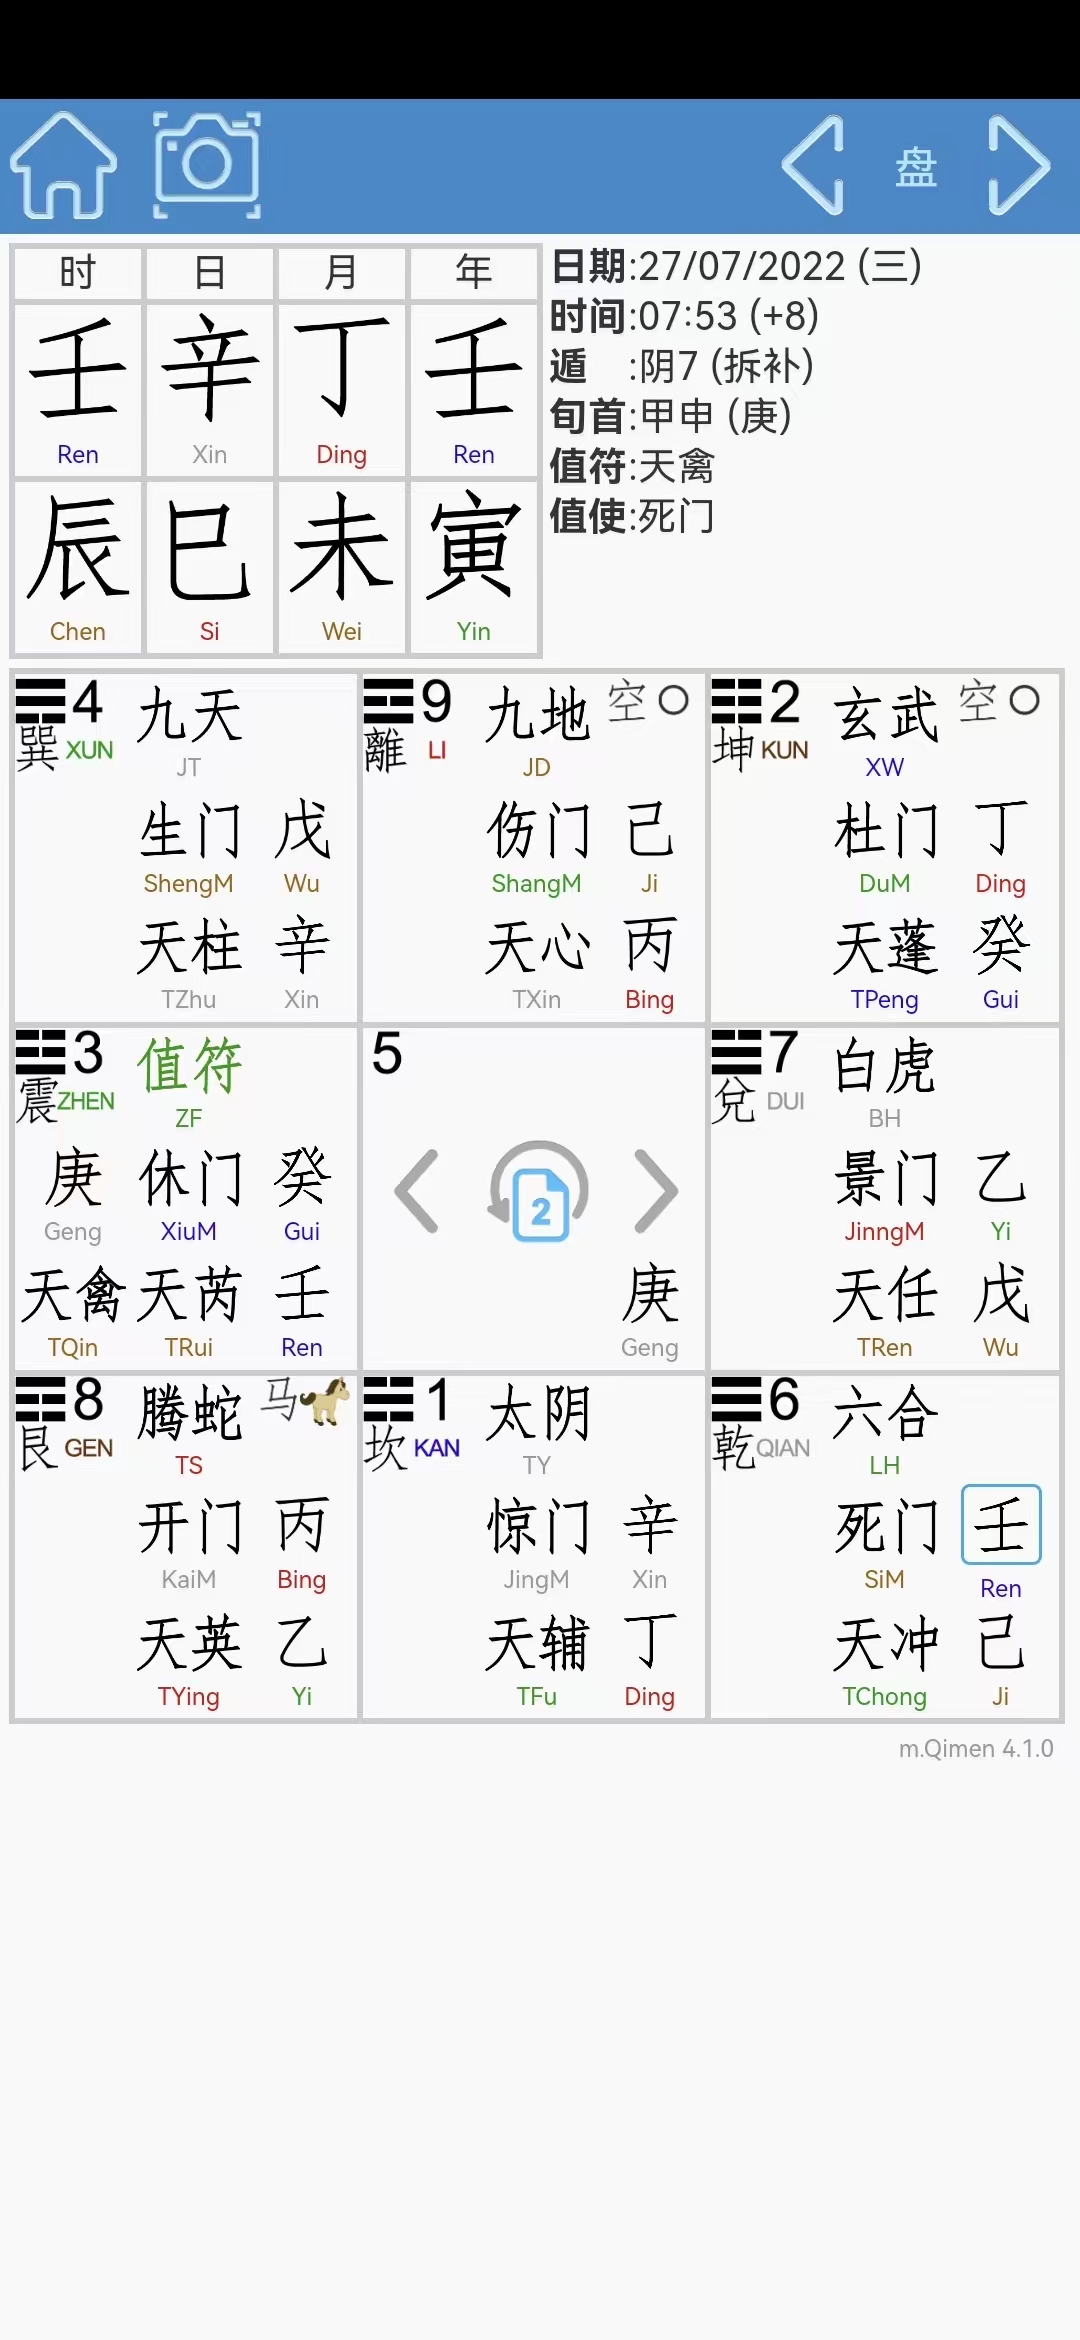 盘
时 日 月 年
壬 辛 丁 壬
Ren Xin Ding Ren
辰 巳 未 寅
Chen Si Wei Yin
日期:27/07/2022 (三)
时间:07:53 (+8)
遁 :阴7 (拆补)
旬首:甲申 (庚)
值符:天禽
值使:死门
4 九天
巽 XUN JT
生门 戊
ShengM Wu
天柱 辛
TZhu Xin
9 九地 空
離 LI JD
伤门 己
ShangM Ji
天心 丙
TXin Bing
2 玄武 空
坤 KUN XW
杜门 丁
DuM Ding
天蓬 癸
TPeng Gui
3 值符
震 ZHEN ZF
庚 休门 癸
Geng XiuM Gui
天禽 天芮 壬
TQin TRui Ren
5
2
庚
Geng
7 白虎
兌 DUI BH
景门 乙
JinngM Yi
天任 戊
TRen Wu
8 腾蛇 马
艮 GEN TS
开门 丙
KaiM Bing
天英 乙
TYing Yi
1 太阴
坎 KAN TY
惊门 辛
JingM Xin
天辅 丁
TFu Ding
6 六合
乾 QIAN LH
死门 壬
SiM Ren
天冲 己
TChong Ji
m.Qimen 4.1.0